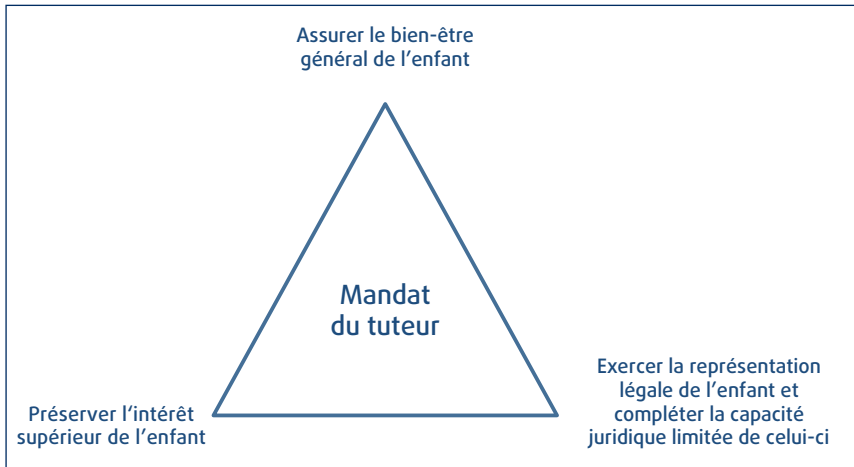 Assurer le bien-être
général de l’enfant
Mandat
du tuteur
Préserver l‘intérêt
supérieur de l’enfant
Exercer la représentation
légale de l’enfant et
compléter la capacité
juridique limitée de celui-ci